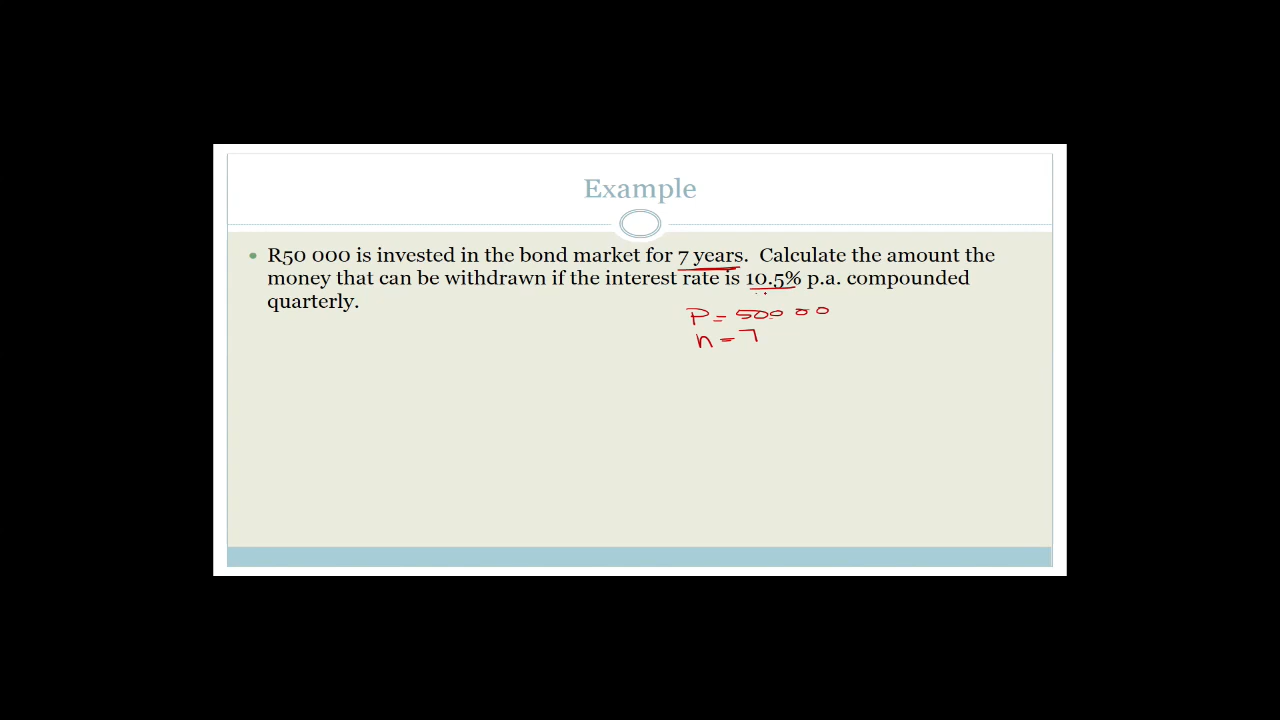 Example
R50 000 is invested in the bond market for 7 years. Calculate the amount the
money that can be withdrawn if the interest rate is 10.5% p.a. compounded
quarterly.
P = 500 00
n = 7